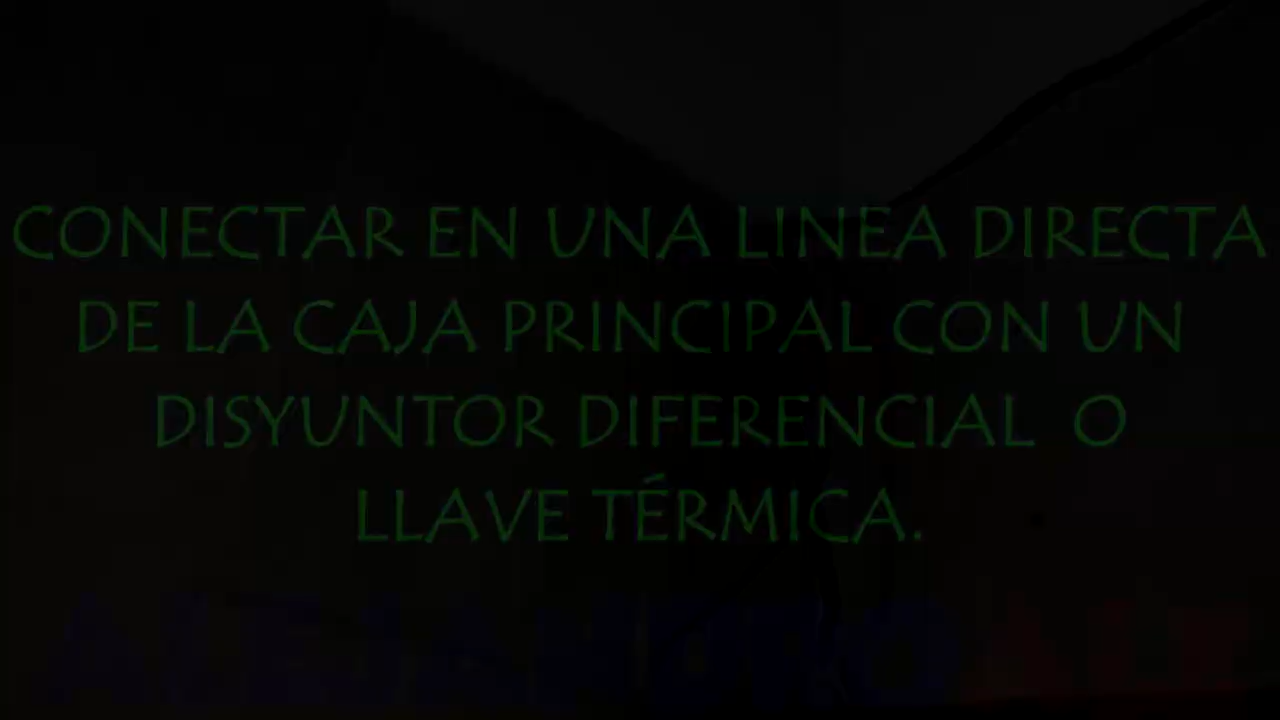 CONECTAR EN UNA LINEA DIRECTA
DE LA CAJA PRINCIPAL CON UN
DISYUNTOR DIFERENCIAL O
LLAVE TÉRMICA.